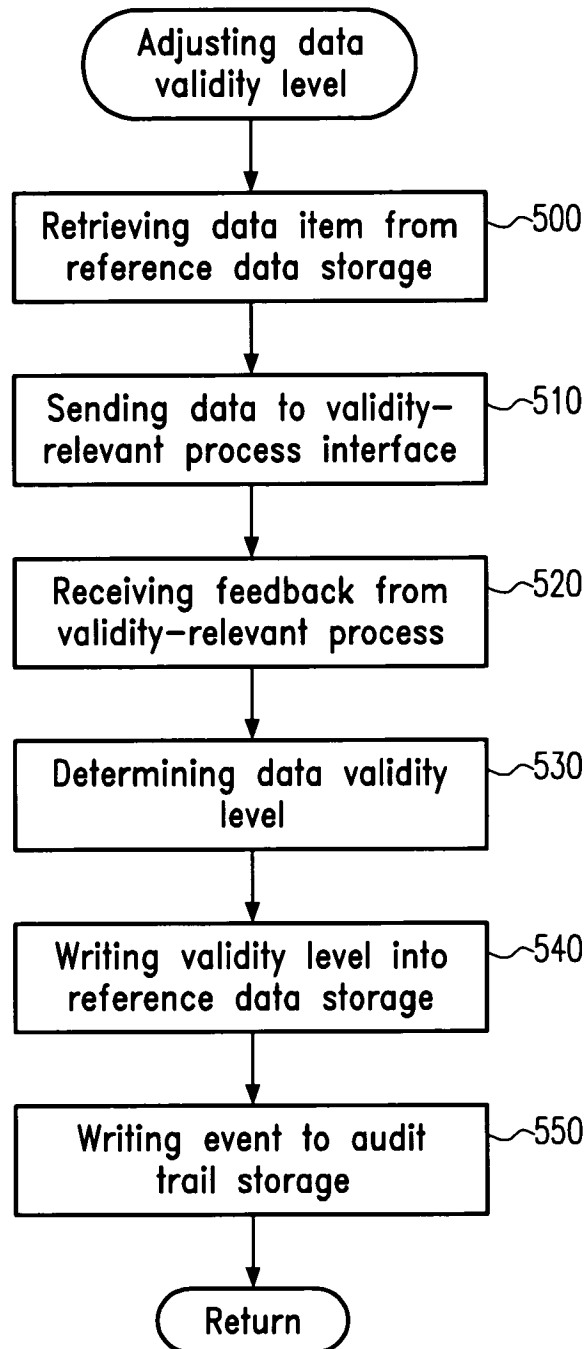 Adjusting data
validity level
Retrieving data item from
reference data storage
500
Sending data to validity-
relevant process interface
510
Receiving feedback from
validity-relevant process
520
Determining data validity
level
530
Writing validity level into
reference data storage
540
Writing event to audit
trail storage
550
Return